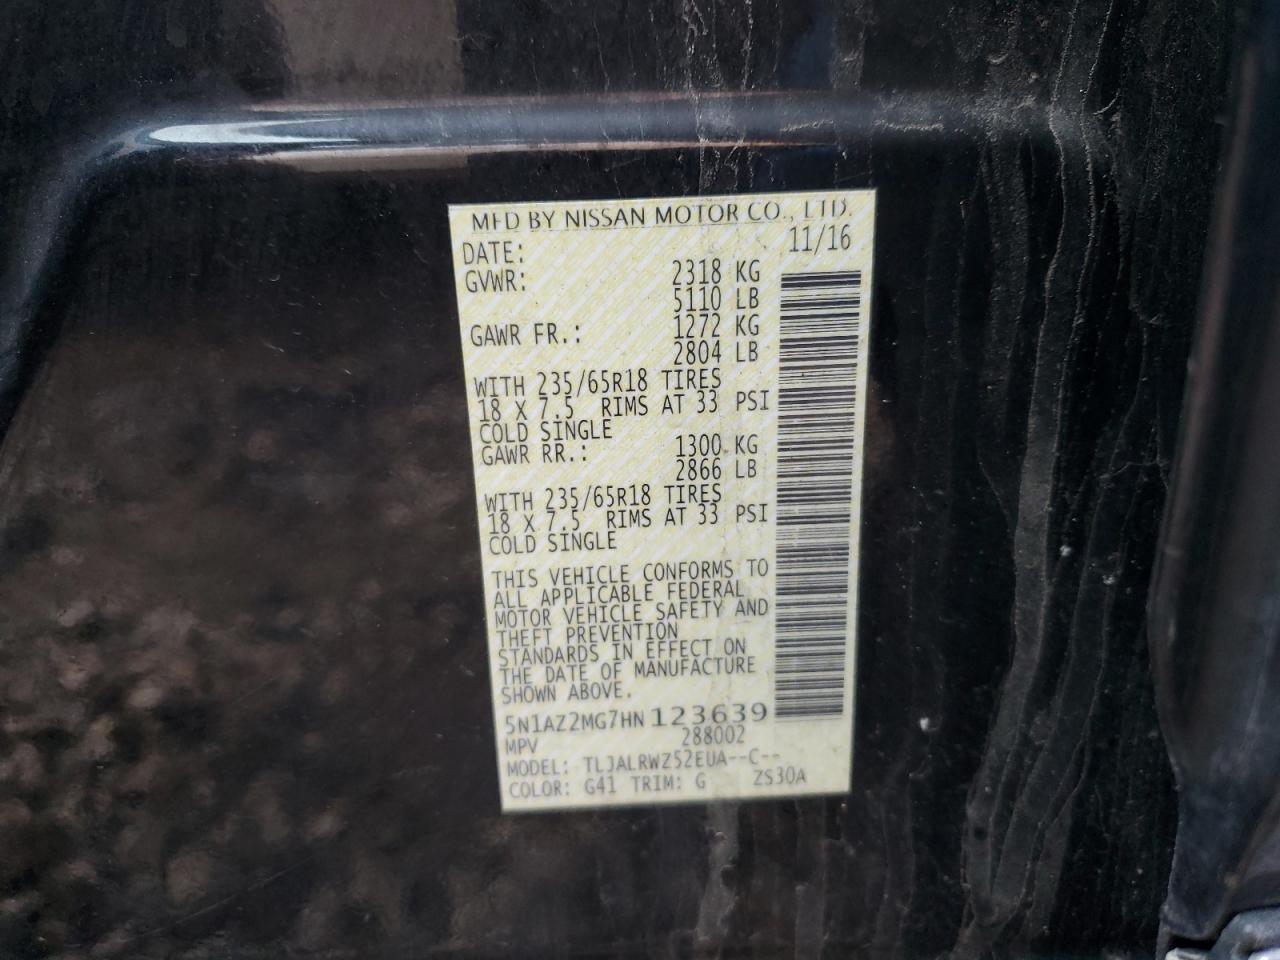 MFD BY NISSAN MOTOR CO., LTD.
DATE: 11/16
GVWR: 2318 KG
5110 LB
GAWR FR.: 1272 KG
2804 LB
WITH 235/65R18 TIRES
18 X 7.5 RIMS AT 33 PSI
COLD SINGLE
GAWR RR.: 1300 KG
2866 LB
WITH 235/65R18 TIRES
18 X 7.5 RIMS AT 33 PSI
COLD SINGLE
THIS VEHICLE CONFORMS TO
ALL APPLICABLE FEDERAL
MOTOR VEHICLE SAFETY AND
THEFT PREVENTION
STANDARDS IN EFFECT ON
THE DATE OF MANUFACTURE
SHOWN ABOVE.
5N1AZ2MG7HN 123639
MPV 288002
MODEL: TLJALRWZ52EUA--C--
COLOR: G41 TRIM: G ZS30A